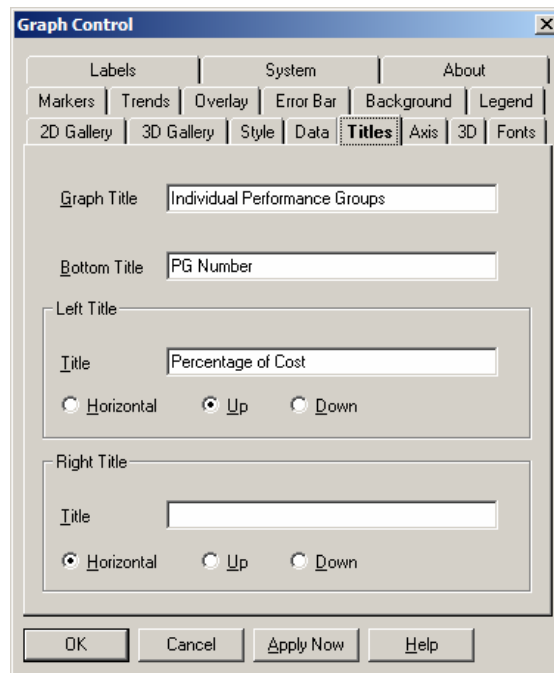 Graph Control
Labels System About
Markers Trends Overlay Error Bar Background Legend
2D Gallery 3D Gallery Style Data Titles Axis 3D Fonts
Graph Title Individual Performance Groups
Bottom Title PG Number
Left Title
Title Percentage of Cost
Horizontal Up Down
Right Title
Title
Horizontal Up Down
OK Cancel Apply Now Help